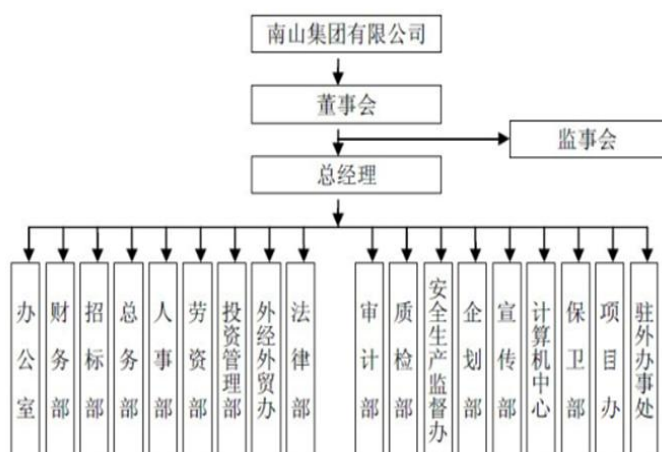 南山集团有限公司
董事会
监事会
总经理
办公室
财务部
招标部
总务部
人事部
劳资部
投资管理部
外经外贸办
法律部
审计部
质检部
安全生产监督办
企划部
宣传部
计算机中心
保卫部
项目办
驻外办事处